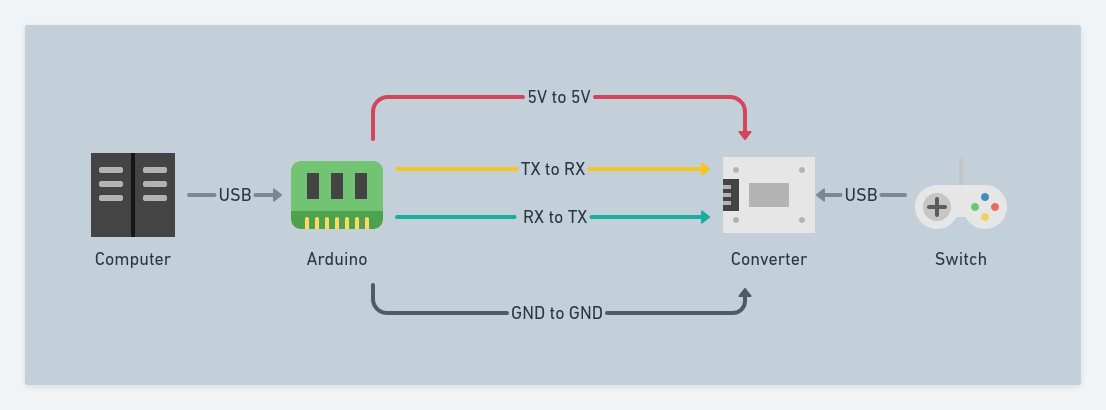 5V to 5V
TX to RX
USB
USB
RX to TX
Computer
Arduino
Converter
Switch
GND to GND